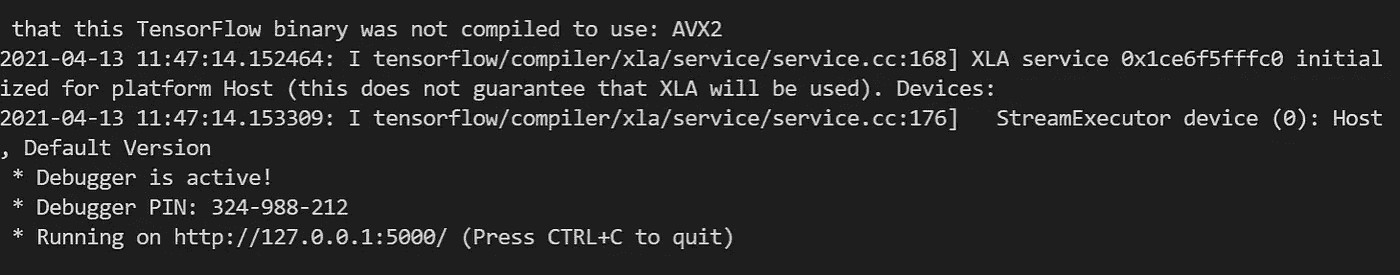 that this TensorFlow binary was not compiled to use: AVX2
2021-04-13 11:47:14.152464: I tensorflow/compiler/xla/service/service.cc:168] XLA service 0x1ce6f5fffc0 initial
ized for platform Host (this does not guarantee that XLA will be used). Devices:
2021-04-13 11:47:14.153309: I tensorflow/compiler/xla/service/service.cc:176]   StreamExecutor device (0): Host
, Default Version
 * Debugger is active!
 * Debugger PIN: 324-988-212
 * Running on http://127.0.0.1:5000/ (Press CTRL+C to quit)